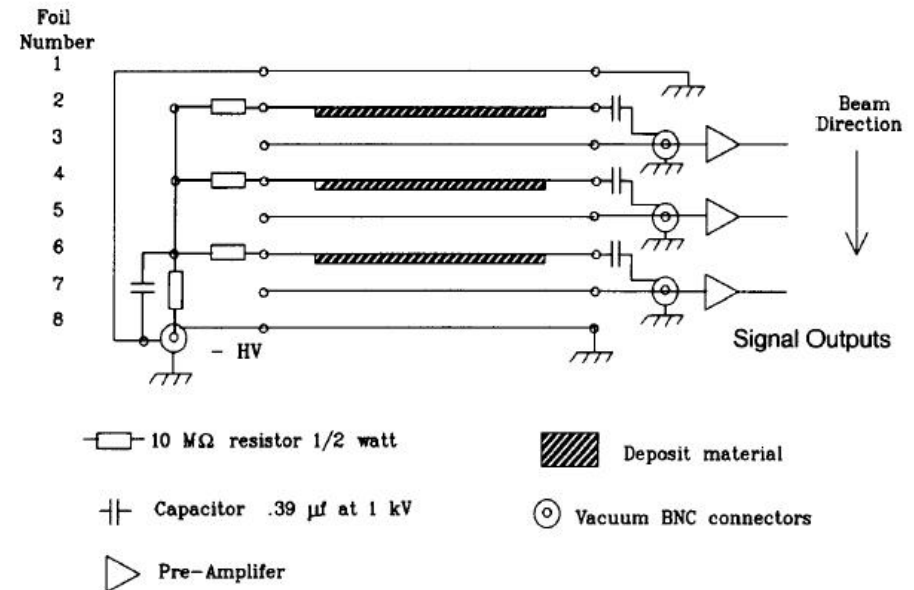 Foil
Number
1
2
3
4
5
6
7
8
Beam
Direction
- HV
Signal Outputs
10 MΩ resistor 1/2 watt
Deposit material
Capacitor .39 μf at 1 kV
Vacuum BNC connectors
Pre-Amplifer